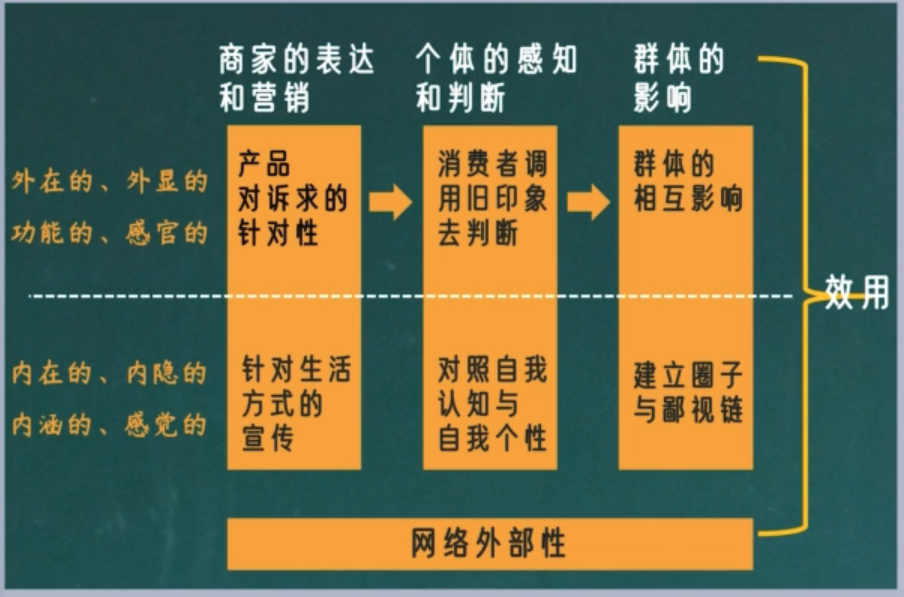 商家的表达
和营销
个体的感知
和判断
群体的
影响
外在的、外显的
功能的、感官的
产品
对诉求的
针对性
消费者调
用旧印象
去判断
群体的
相互影响
效用
内在的、内隐的
内涵的、感觉的
针对生活
方式的
宣传
对照自我
认知与
自我个性
建立圈子
与鄙视链
网络外部性